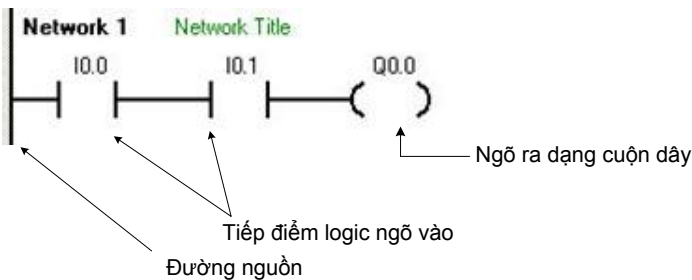 Network 1 Network Title
I0.0 I0.1 Q0.0
Ngõ ra dạng cuộn dây
Tiếp điểm logic ngõ vào
Đường nguồn